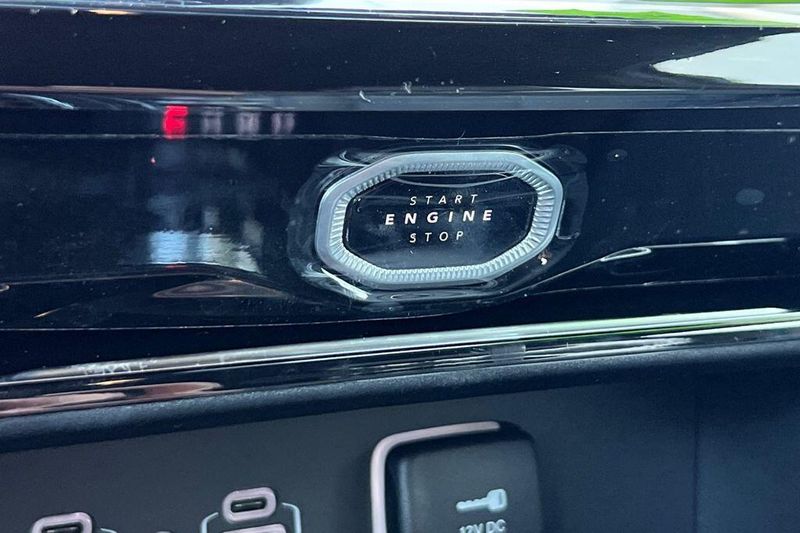 START
ENGINE
STOP
12V DC